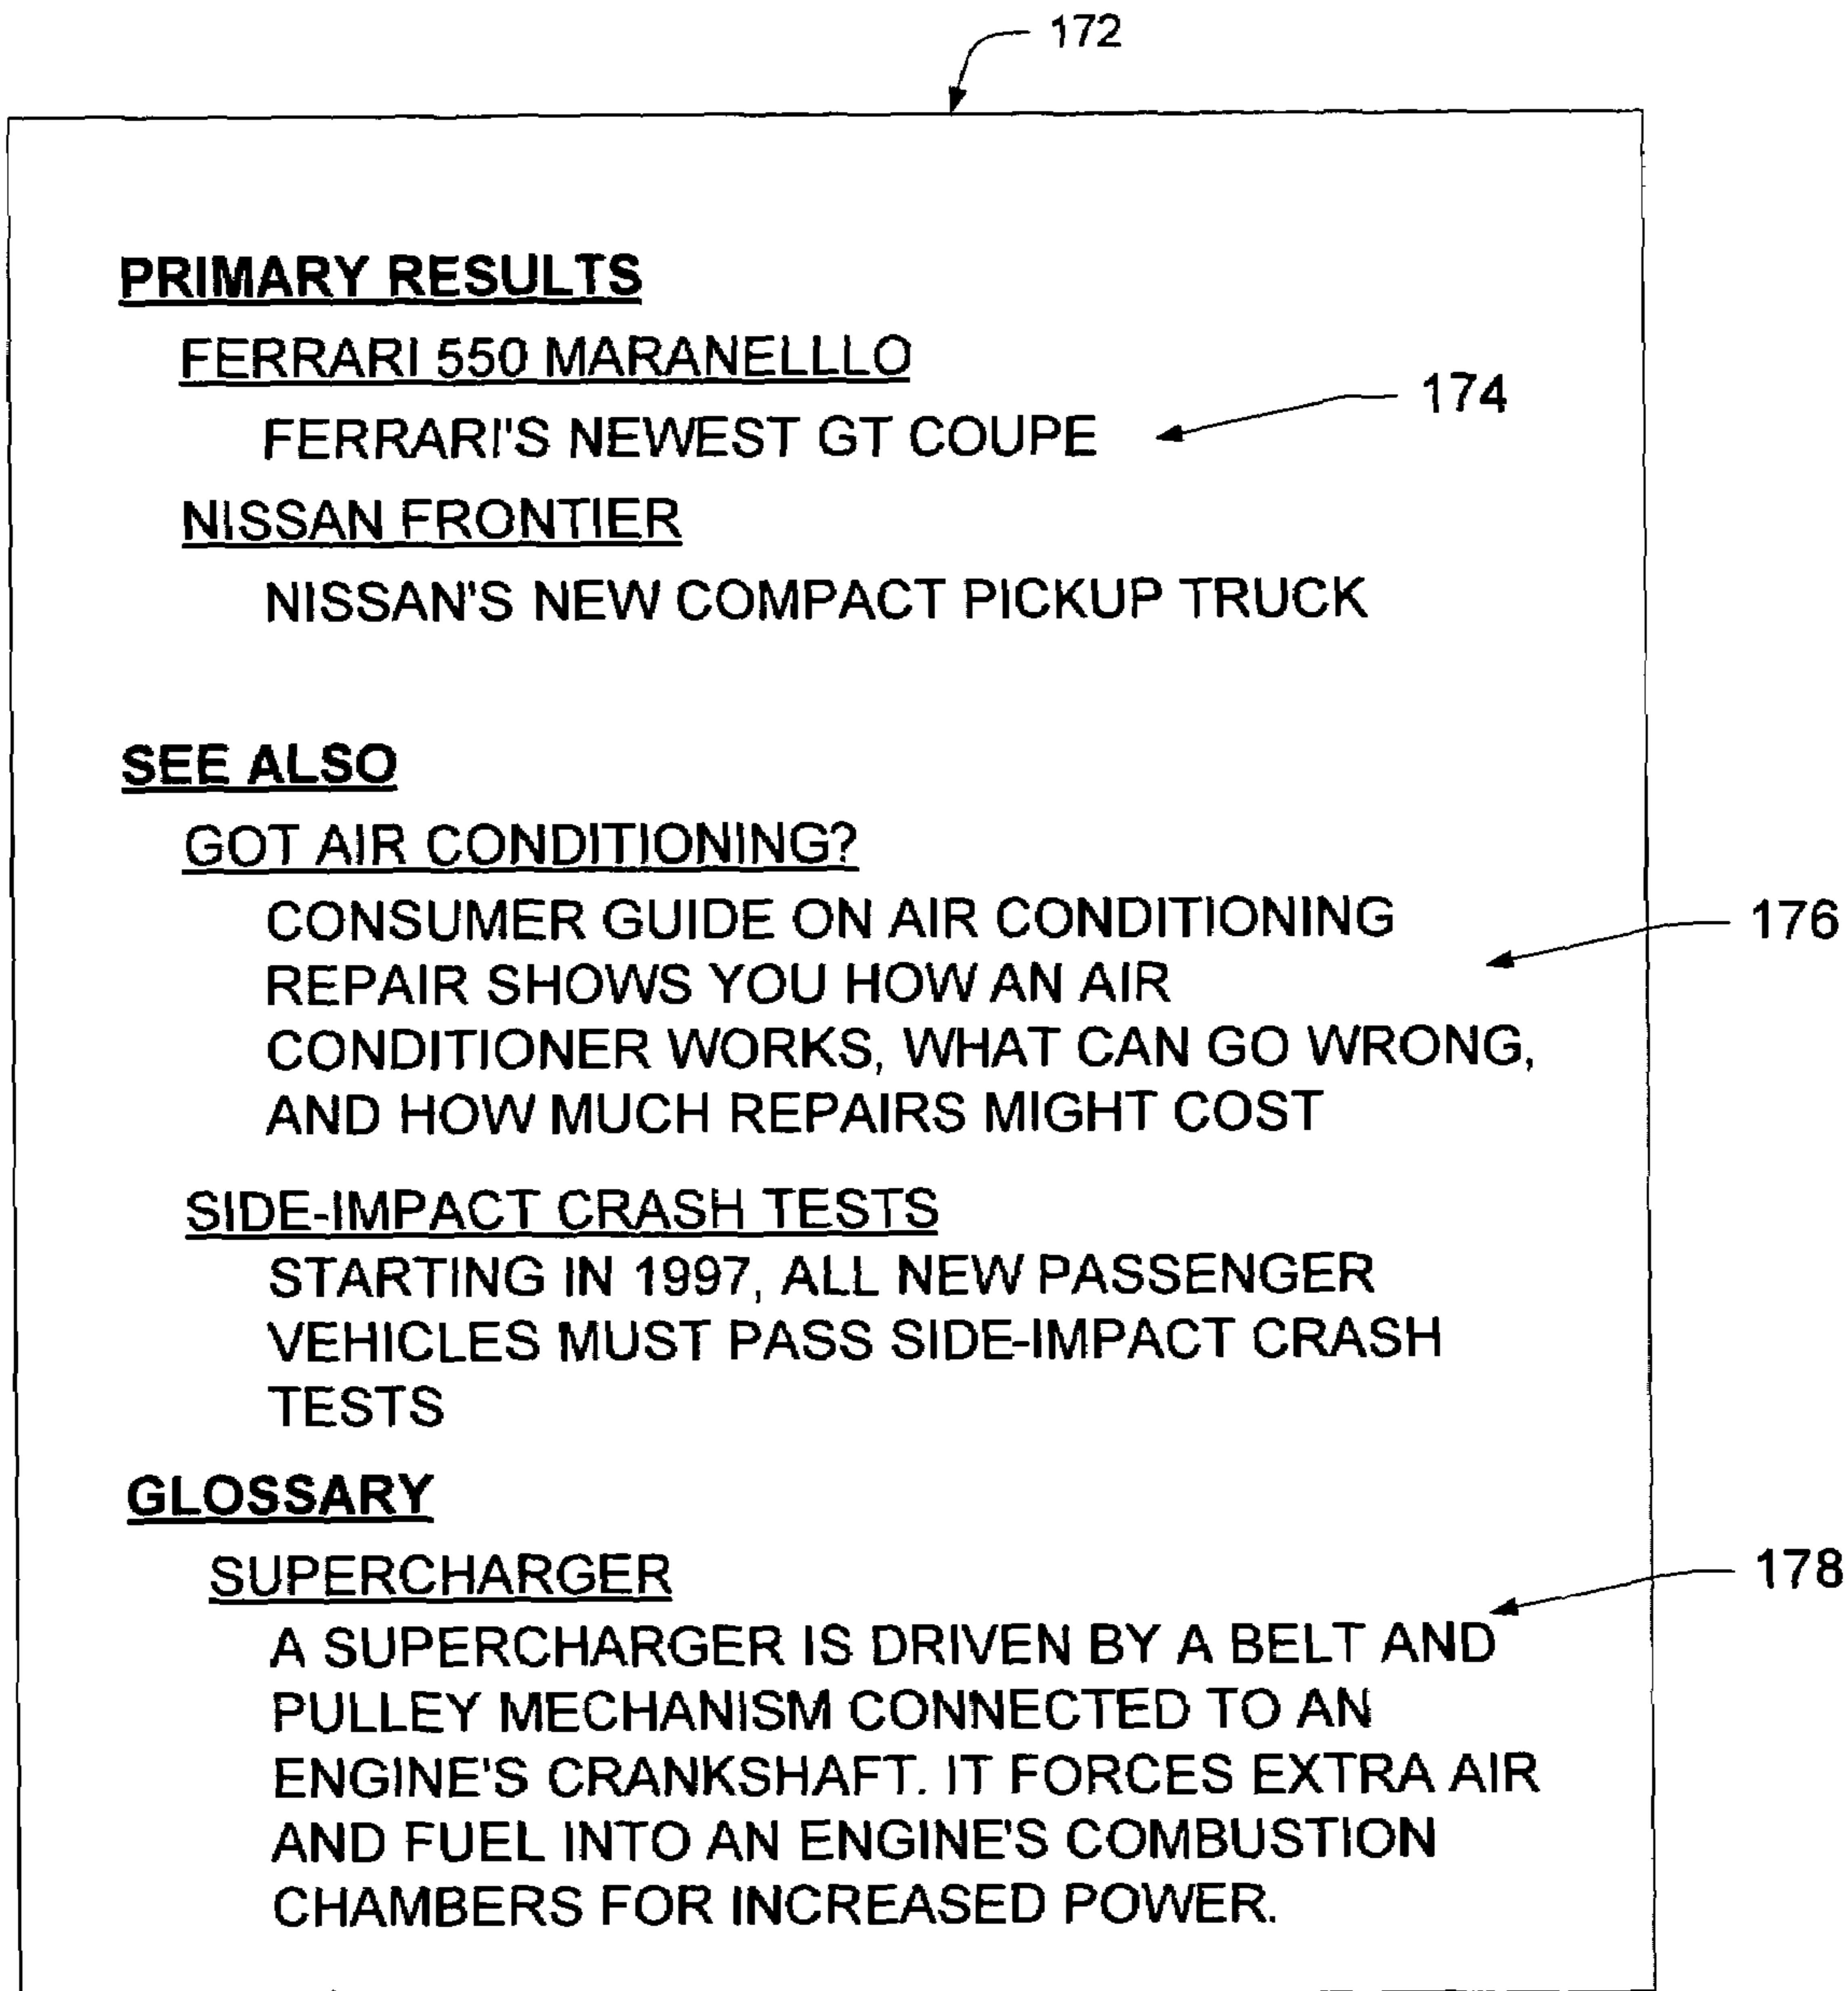 172
PRIMARY RESULTS
FERRARI 550 MARANELLLO
FERRARI'S NEWEST GT COUPE
174
NISSAN FRONTIER
NISSAN'S NEW COMPACT PICKUP TRUCK
SEE ALSO
GOT AIR CONDITIONING?
CONSUMER GUIDE ON AIR CONDITIONING
176
REPAIR SHOWS YOU HOW AN AIR
CONDITIONER WORKS, WHAT CAN GO WRONG,
AND HOW MUCH REPAIRS MIGHT COST
SIDE-IMPACT CRASH TESTS
STARTING IN 1997, ALL NEW PASSENGER
VEHICLES MUST PASS SIDE-IMPACT CRASH
TESTS
GLOSSARY
SUPERCHARGER
178
A SUPERCHARGER IS DRIVEN BY A BELT AND
PULLEY MECHANISM CONNECTED TO AN
ENGINE'S CRANKSHAFT. IT FORCES EXTRA AIR
AND FUEL INTO AN ENGINE'S COMBUSTION
CHAMBERS FOR INCREASED POWER.